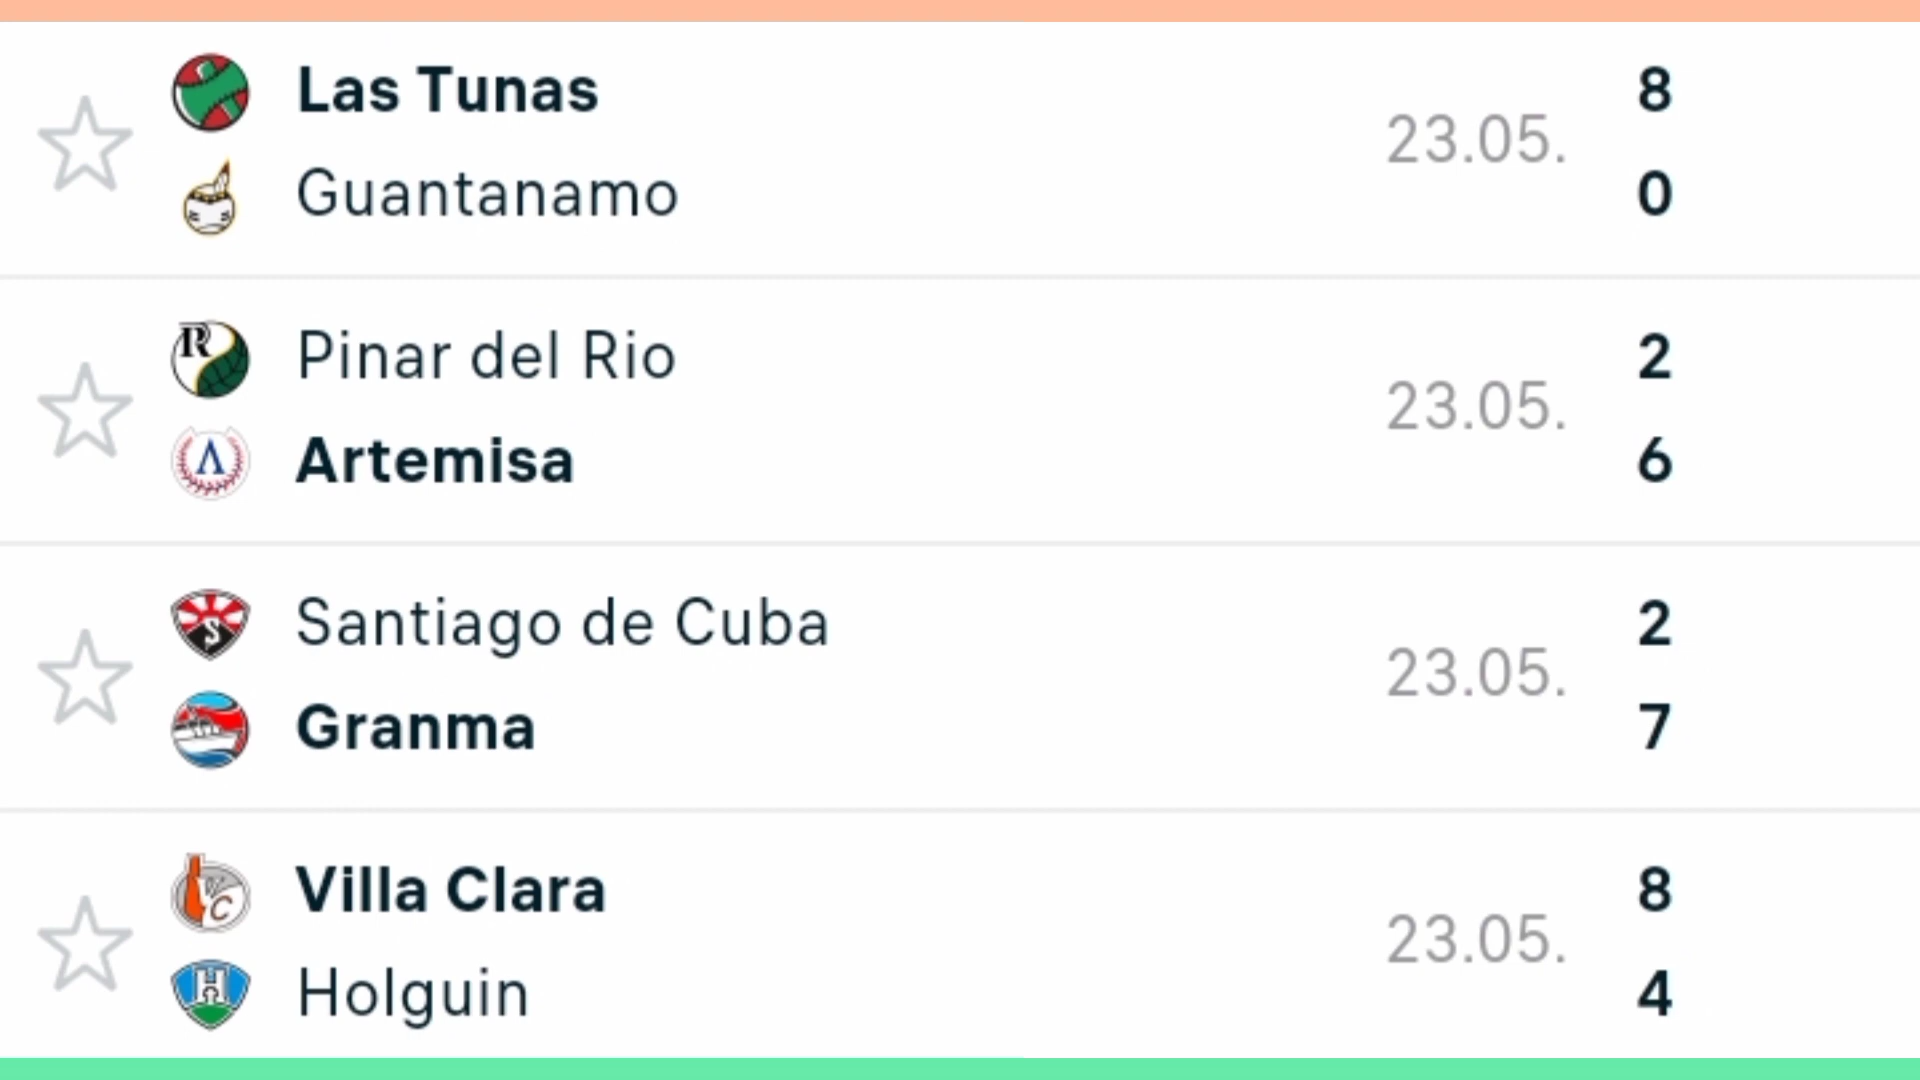 Las Tunas 23.05. 8
Guantanamo 0
Pinar del Rio 23.05. 2
Artemisa 6
Santiago de Cuba 23.05. 2
Granma 7
Villa Clara 23.05. 8
Holguin 4